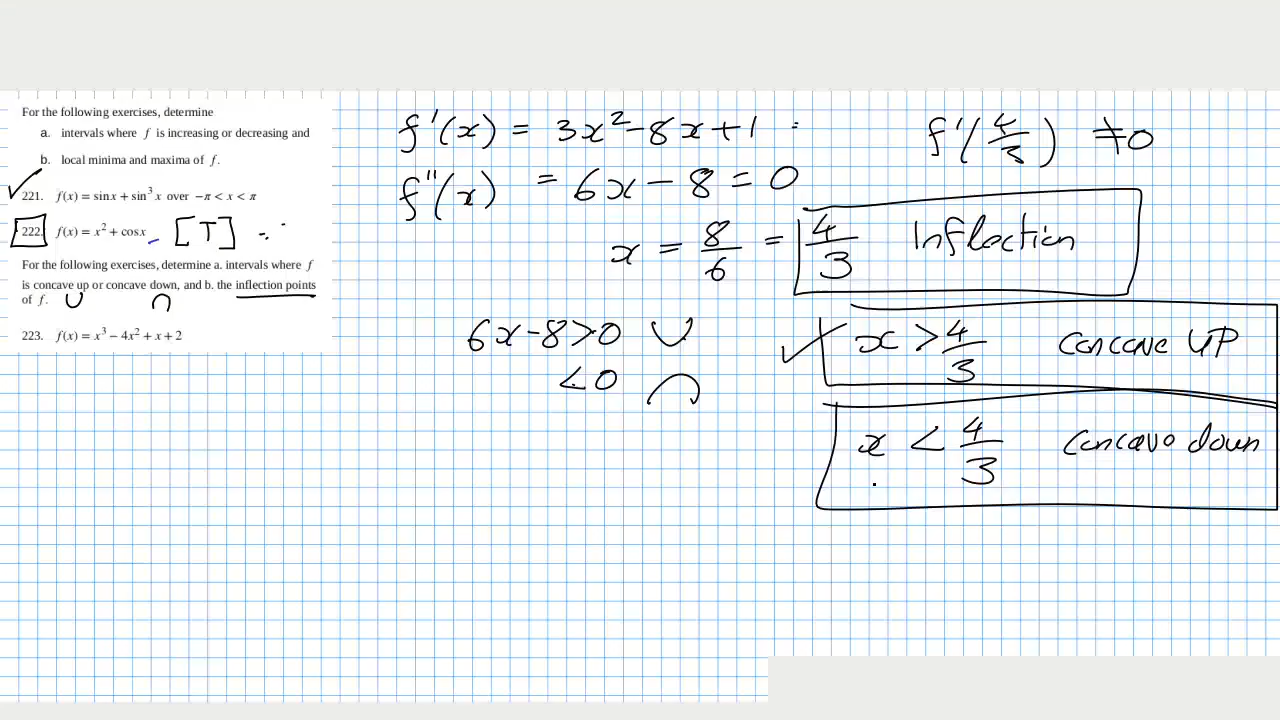 For the following exercises, determine
a. intervals where f is increasing or decreasing and
b. local minima and maxima of f.
221. f(x) = sin x + sin³ x over −π < x < π
222. f(x) = x² + cos x [T]
For the following exercises, determine a. intervals where f
is concave up or concave down, and b. the inflection points
of f.
223. f(x) = x³ − 4x² + x + 2
f'(x) = 3x² − 8x + 1
f'(4/3) ≠ 0
f''(x) = 6x − 8 = 0
x = 8/6 = 4/3 Inflection
6x − 8 > 0 ∪
< 0 ∩
x > 4/3 concave UP
x < 4/3 concave down